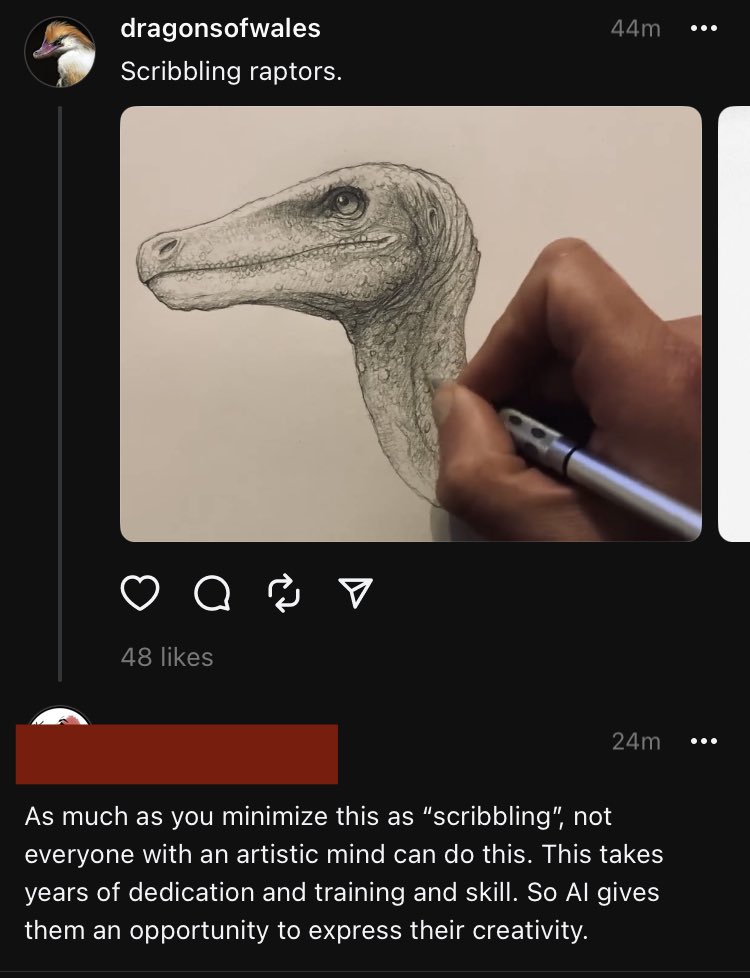 dragonsofwales
44m
Scribbling raptors.
48 likes
24m
As much as you minimize this as “scribbling”, not
everyone with an artistic mind can do this. This takes
years of dedication and training and skill. So AI gives
them an opportunity to express their creativity.